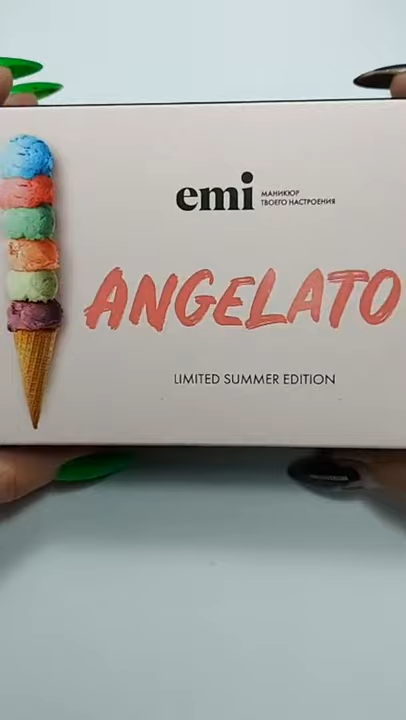 emi
МАНИКЮР
ТВОЕГО НАСТРОЕНИЯ
ANGELATO
LIMITED SUMMER EDITION